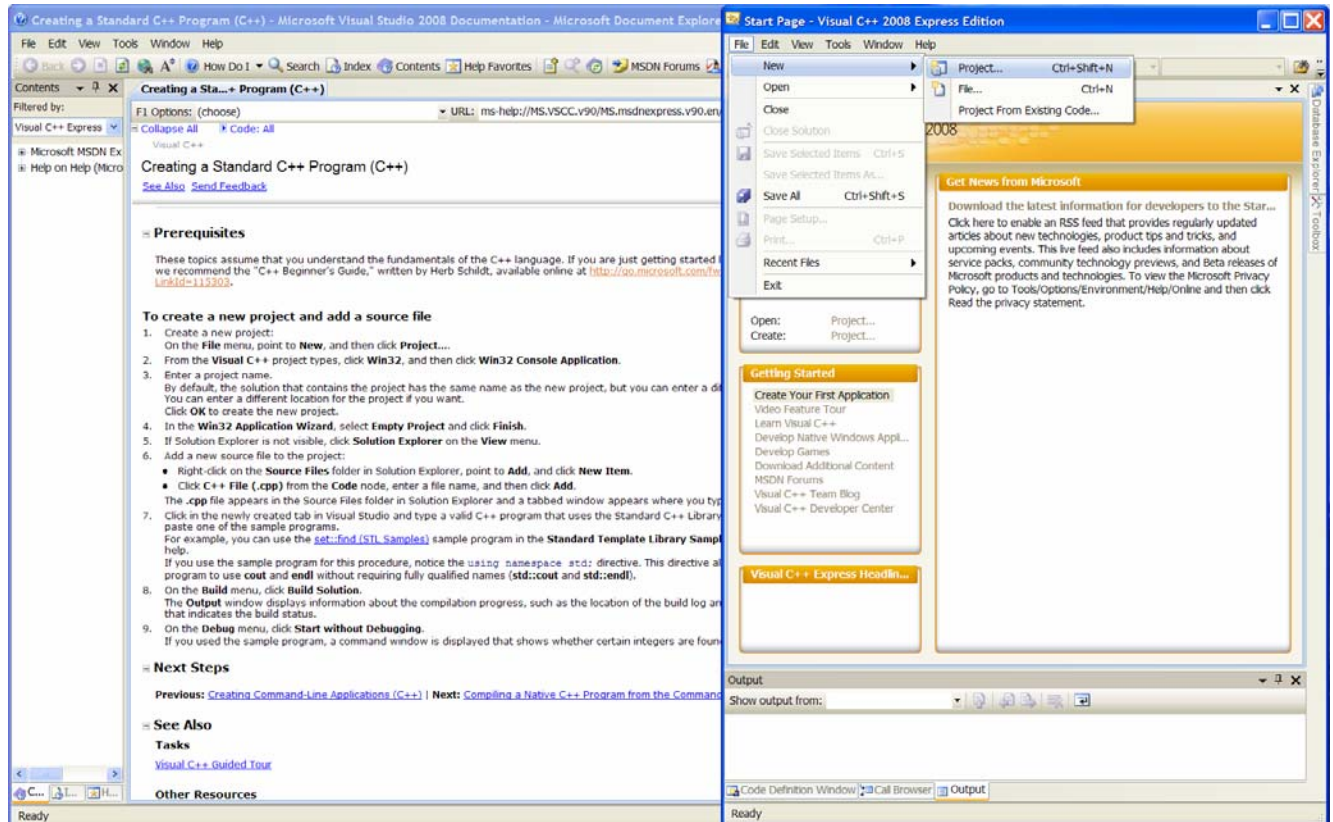 Creating a Standard C++ Program (C++) - Microsoft Visual Studio 2008 Documentation - Microsoft Document Explore
File Edit View Tools Window Help
Back How Do I Search Index Contents Help Favorites MSDN Forums
Contents
Filtered by:
Visual C++ Express
Microsoft MSDN Ex
Help on Help (Micro
Creating a Sta...+ Program (C++)
F1 Options: (choose) URL: ms-help://MS.VSCC.v90/MS.msdnexpress.v90.en/
Collapse All Code: All
Visual C++
Creating a Standard C++ Program (C++)
See Also Send Feedback
Prerequisites
These topics assume that you understand the fundamentals of the C++ language. If you are just getting started
we recommend the "C++ Beginner's Guide," written by Herb Schildt, available online at http://go.microsoft.com/fw
LinkId=115303.
To create a new project and add a source file
1. Create a new project:
On the File menu, point to New, and then click Project....
2. From the Visual C++ project types, click Win32, and then click Win32 Console Application.
3. Enter a project name.
By default, the solution that contains the project has the same name as the new project, but you can enter a di
You can enter a different location for the project if you want.
Click OK to create the new project.
4. In the Win32 Application Wizard, select Empty Project and click Finish.
5. If Solution Explorer is not visible, click Solution Explorer on the View menu.
6. Add a new source file to the project:
• Right-click on the Source Files folder in Solution Explorer, point to Add, and click New Item.
• Click C++ File (.cpp) from the Code node, enter a file name, and then click Add.
The .cpp file appears in the Source Files folder in Solution Explorer and a tabbed window appears where you typ
7. Click in the newly created tab in Visual Studio and type a valid C++ program that uses the Standard C++ Library
paste one of the sample programs.
For example, you can use the set::find (STL Samples) sample program in the Standard Template Library Sampl
help.
If you use the sample program for this procedure, notice the using namespace std; directive. This directive al
program to use cout and endl without requiring fully qualified names (std::cout and std::endl).
8. On the Build menu, click Build Solution.
The Output window displays information about the compilation progress, such as the location of the build log an
that indicates the build status.
9. On the Debug menu, click Start without Debugging.
If you used the sample program, a command window is displayed that shows whether certain integers are foun
Next Steps
Previous: Creating Command-Line Applications (C++) | Next: Compiling a Native C++ Program from the Command
See Also
Tasks
Visual C++ Guided Tour
Other Resources
C... I... H...
Ready
Start Page - Visual C++ 2008 Express Edition
File Edit View Tools Window Help
New
Open
Close
Close Solution
Save Selected Items Ctrl+S
Save Selected Items As...
Save All Ctrl+Shift+S
Page Setup...
Print... Ctrl+P
Recent Files
Exit
Project... Ctrl+Shift+N
File... Ctrl+N
Project From Existing Code...
2008
Database Explorer
Toolbox
Open: Project...
Create: Project...
Getting Started
Create Your First Application
Video Feature Tour
Learn Visual C++
Develop Native Windows Appl...
Develop Games
Download Additional Content
MSDN Forums
Visual C++ Team Blog
Visual C++ Developer Center
Visual C++ Express Headlin...
Get News from Microsoft
Download the latest information for developers to the Star...
Click here to enable an RSS feed that provides regularly updated
articles about new technologies, product tips and tricks, and
upcoming events. This live feed also includes information about
service packs, community technology previews, and Beta releases of
Microsoft products and technologies. To view the Microsoft Privacy
Policy, go to Tools/Options/Environment/Help/Online and then click
Read the privacy statement.
Output
Show output from:
Code Definition Window Call Browser Output
Ready